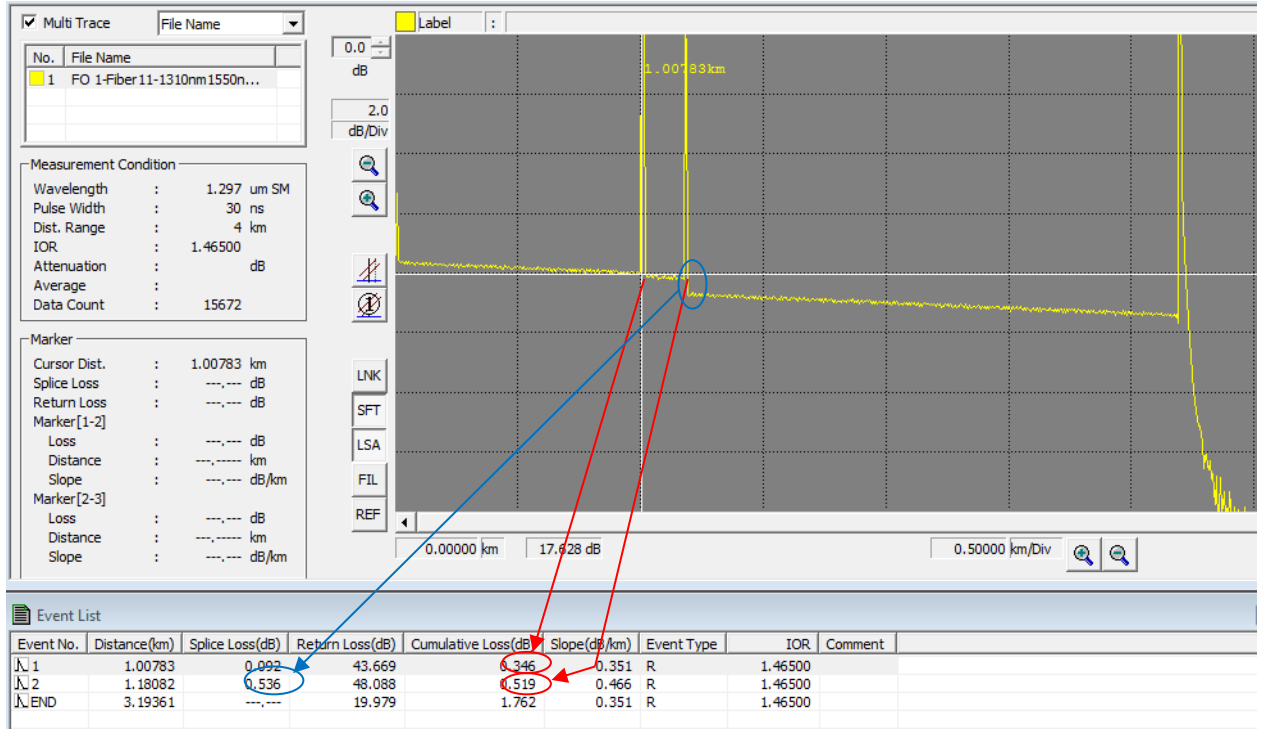 Multi Trace File Name
Label :
No. File Name
1 FO 1-Fiber11-1310nm1550n...
0.0
dB
2.0
dB/Div
1.00783km
Measurement Condition
Wavelength : 1.297 um SM
Pulse Width : 30 ns
Dist. Range : 4 km
IOR : 1.46500
Attenuation : dB
Average :
Data Count : 15672
Marker
Cursor Dist. : 1.00783 km
Splice Loss : ---.--- dB
Return Loss : ---.--- dB
Marker[1-2]
Loss : ---.--- dB
Distance : ---.----- km
Slope : ---.--- dB/km
Marker[2-3]
Loss : ---.--- dB
Distance : ---.----- km
Slope : ---.--- dB/km
LNK
SFT
LSA
FIL
REF
0.00000 km 17.628 dB 0.50000 km/Div
Event List
Event No. Distance(km) Splice Loss(dB) Return Loss(dB) Cumulative Loss(dB) Slope(dB/km) Event Type IOR Comment
1 1.00783 0.092 43.669 0.346 0.351 R 1.46500
2 1.18082 0.536 48.088 0.519 0.466 R 1.46500
END 3.19361 ---.--- 19.979 1.762 0.351 R 1.46500